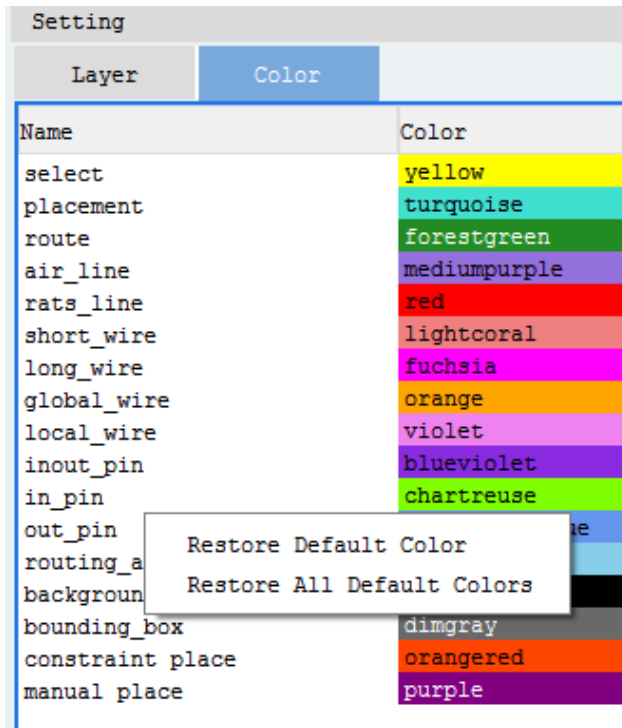 Setting
Layer Color
Name Color
select yellow
placement turquoise
route forestgreen
air_line mediumpurple
rats_line red
short_wire lightcoral
long_wire fuchsia
global_wire orange
local_wire violet
inout_pin blueviolet
in_pin chartreuse
out_pin
Restore Default Color
Restore All Default Colors
bounding_box dimgray
constraint place orangered
manual place purple